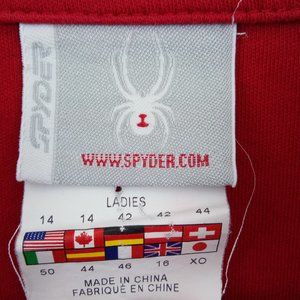 SPYDER
WWW.SPYDER.COM
LADIES
14 14 42 42 44
50 44 46 16 XO
MADE IN CHINA
FABRIQUÉ EN CHINE